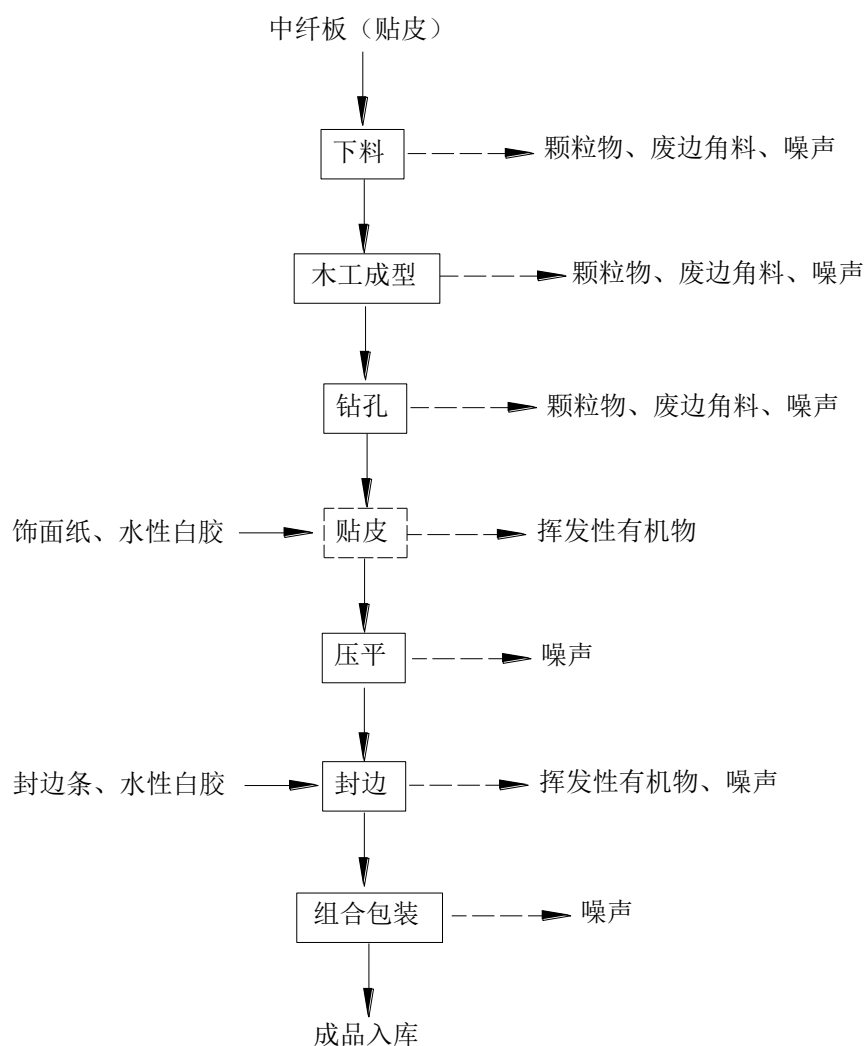 中纤板（贴皮）
下料
颗粒物、废边角料、噪声
木工成型
颗粒物、废边角料、噪声
钻孔
颗粒物、废边角料、噪声
饰面纸、水性白胶
贴皮
挥发性有机物
压平
噪声
封边条、水性白胶
封边
挥发性有机物、噪声
组合包装
噪声
成品入库